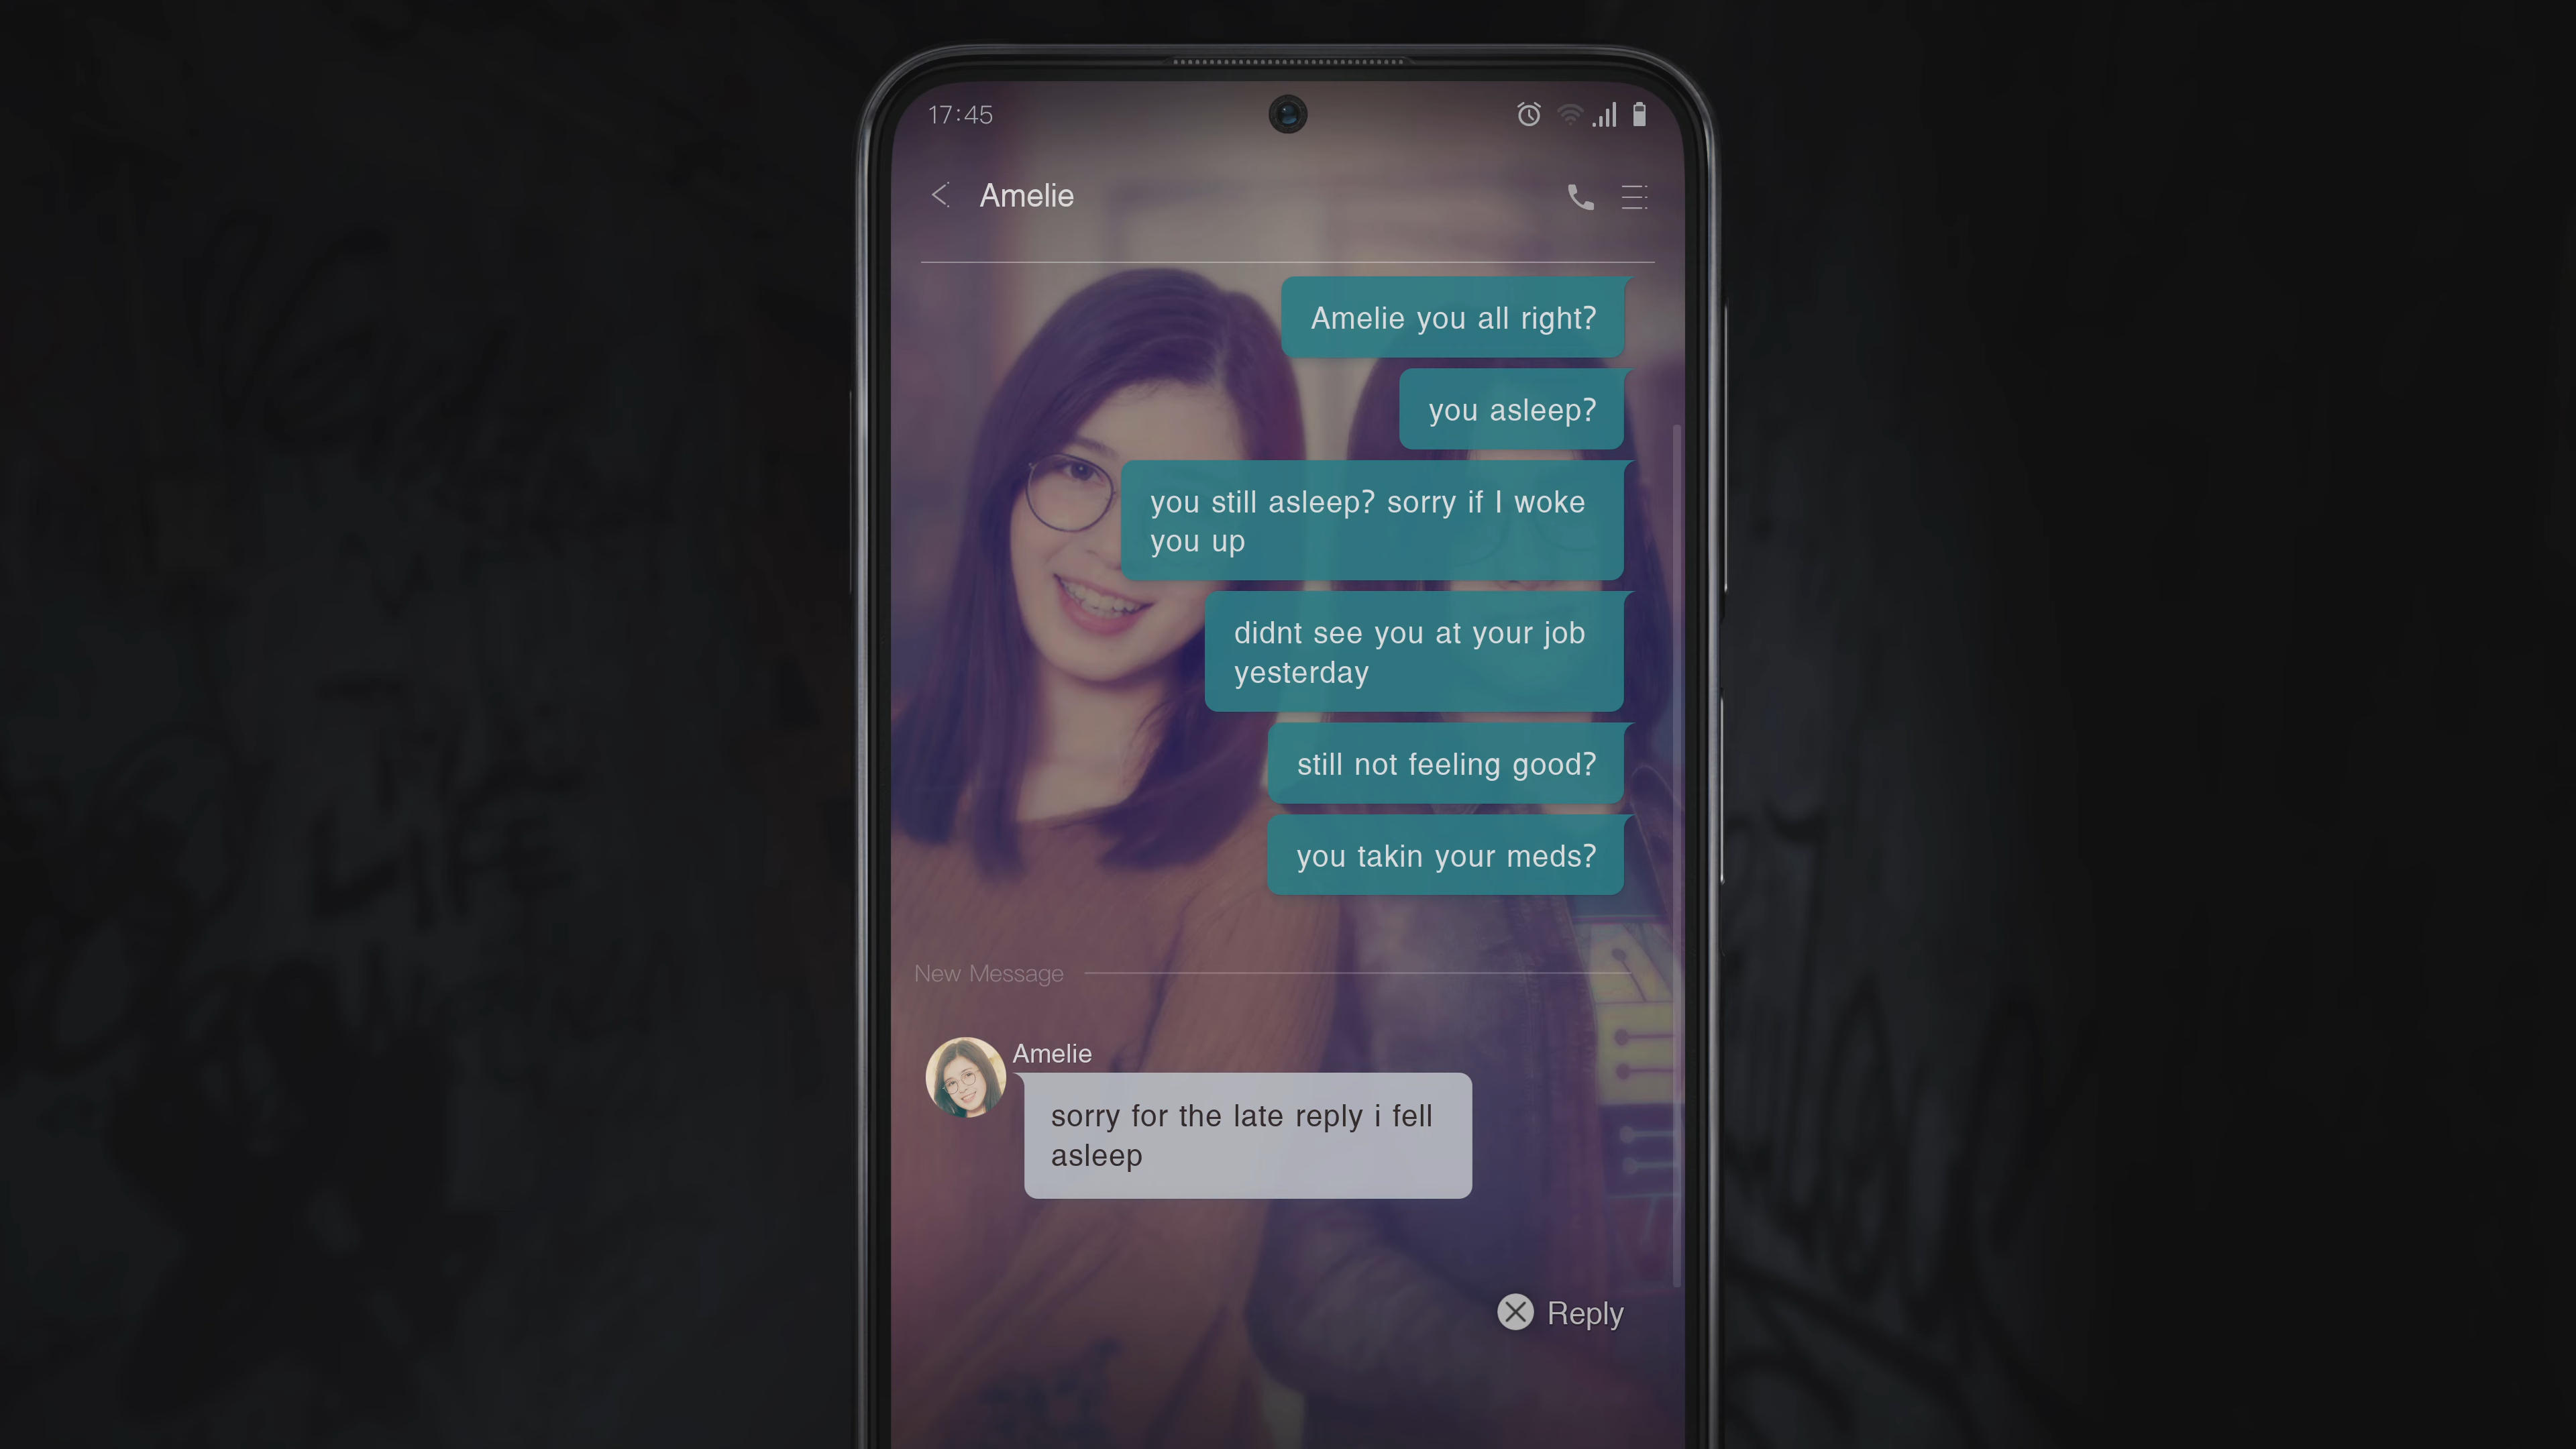 17:45
Amelie
Amelie you all right?
you asleep?
you still asleep? sorry if I woke
you up
didnt see you at your job
yesterday
still not feeling good?
you takin your meds?
New Message
Amelie
sorry for the late reply i fell
asleep
Reply
LIFE